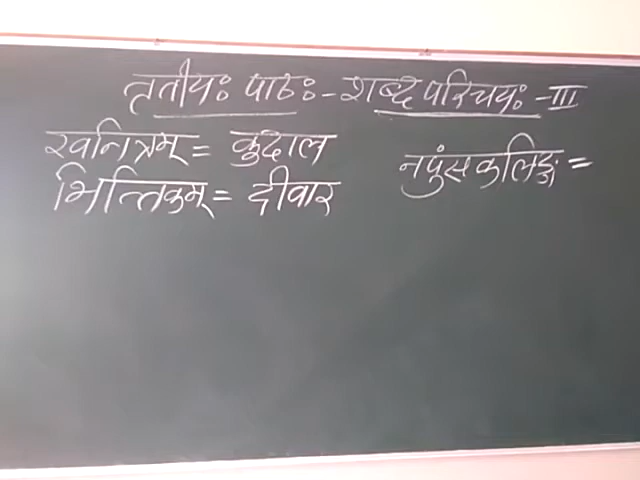 तृतीयः पाठः - शब्द परिचयः - III
खनित्रम् = कुदाल
भित्तिकम् = दीवार
नपुंसकलिङ्ग =